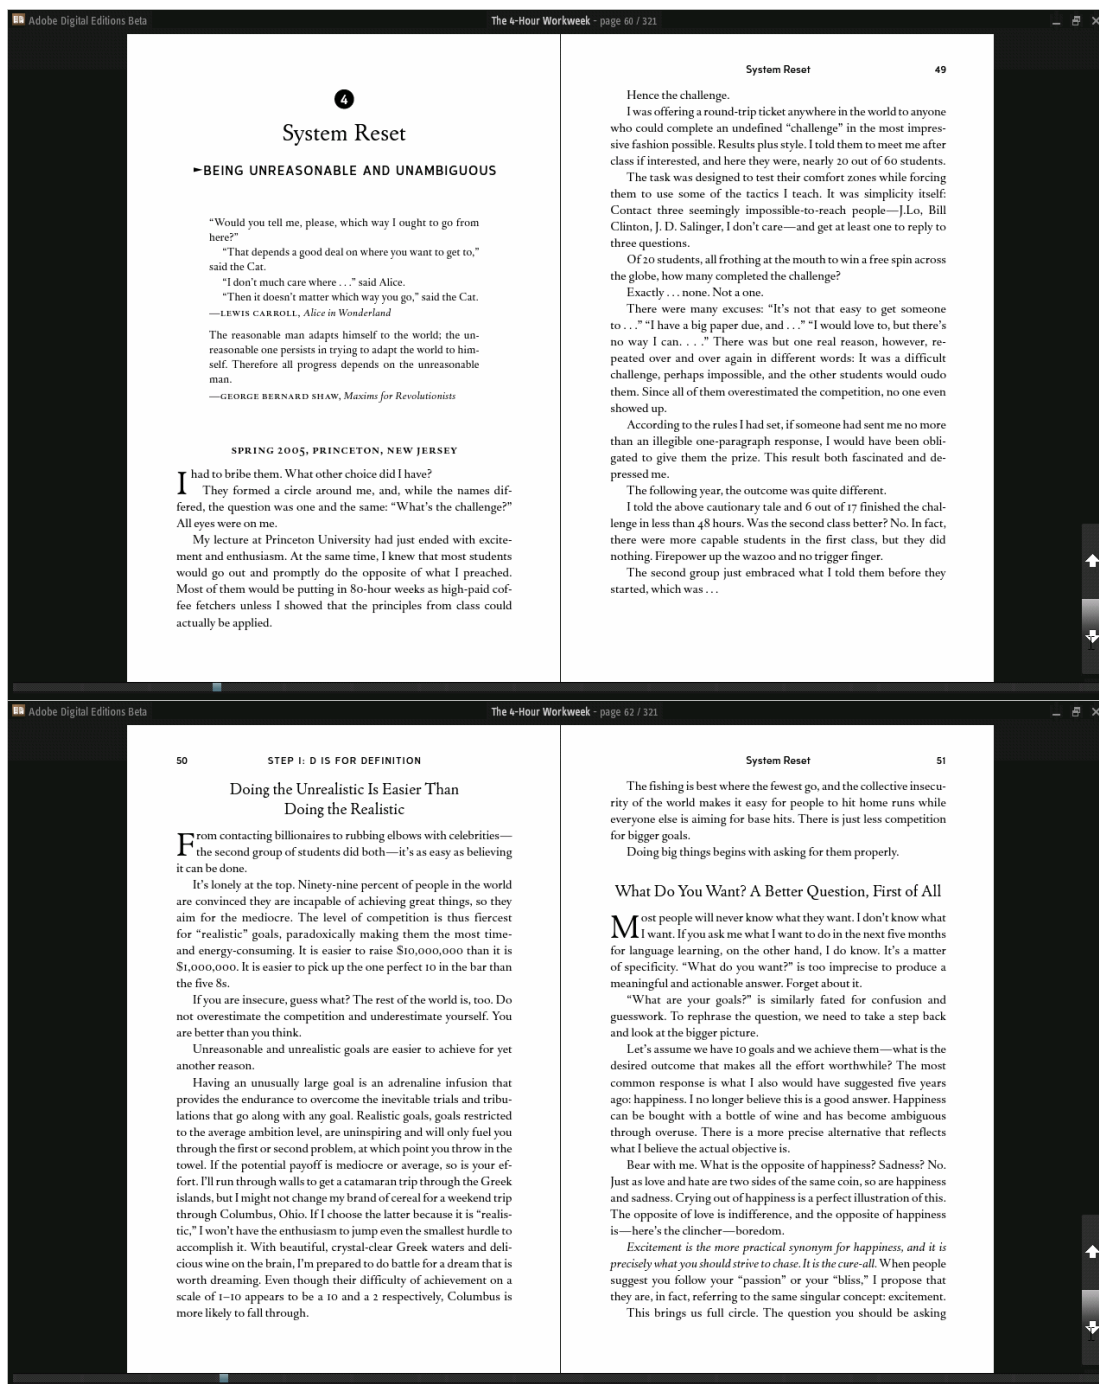 Adobe Digital Editions Beta
The 4-Hour Workweek - page 60 / 321
4
System Reset
►BEING UNREASONABLE AND UNAMBIGUOUS
“Would you tell me, please, which way I ought to go from
here?”
“That depends a good deal on where you want to get to,”
said the Cat.
“I don’t much care where . . .” said Alice.
“Then it doesn’t matter which way you go,” said the Cat.
—LEWIS CARROLL, Alice in Wonderland
The reasonable man adapts himself to the world; the un-
reasonable one persists in trying to adapt the world to him-
self. Therefore all progress depends on the unreasonable
man.
—GEORGE BERNARD SHAW, Maxims for Revolutionists
SPRING 2005, PRINCETON, NEW JERSEY
I had to bribe them. What other choice did I have?
They formed a circle around me, and, while the names dif-
fered, the question was one and the same: “What’s the challenge?”
All eyes were on me.
My lecture at Princeton University had just ended with excite-
ment and enthusiasm. At the same time, I knew that most students
would go out and promptly do the opposite of what I preached.
Most of them would be putting in 80-hour weeks as high-paid cof-
fee fetchers unless I showed that the principles from class could
actually be applied.
System Reset 49
Hence the challenge.
I was offering a round-trip ticket anywhere in the world to anyone
who could complete an undefined “challenge” in the most impres-
sive fashion possible. Results plus style. I told them to meet me after
class if interested, and here they were, nearly 20 out of 60 students.
The task was designed to test their comfort zones while forcing
them to use some of the tactics I teach. It was simplicity itself:
Contact three seemingly impossible-to-reach people—J.Lo, Bill
Clinton, J. D. Salinger, I don’t care—and get at least one to reply to
three questions.
Of 20 students, all frothing at the mouth to win a free spin across
the globe, how many completed the challenge?
Exactly . . . none. Not a one.
There were many excuses: “It’s not that easy to get someone
to . . .” “I have a big paper due, and . . .” “I would love to, but there’s
no way I can. . . .” There was but one real reason, however, re-
peated over and over again in different words: It was a difficult
challenge, perhaps impossible, and the other students would oudo
them. Since all of them overestimated the competition, no one even
showed up.
According to the rules I had set, if someone had sent me no more
than an illegible one-paragraph response, I would have been obli-
gated to give them the prize. This result both fascinated and de-
pressed me.
The following year, the outcome was quite different.
I told the above cautionary tale and 6 out of 17 finished the chal-
lenge in less than 48 hours. Was the second class better? No. In fact,
there were more capable students in the first class, but they did
nothing. Firepower up the wazoo and no trigger finger.
The second group just embraced what I told them before they
started, which was . . .
Adobe Digital Editions Beta
The 4-Hour Workweek - page 62 / 321
50 STEP I: D IS FOR DEFINITION
Doing the Unrealistic Is Easier Than
Doing the Realistic
From contacting billionaires to rubbing elbows with celebrities—
the second group of students did both—it’s as easy as believing
it can be done.
It’s lonely at the top. Ninety-nine percent of people in the world
are convinced they are incapable of achieving great things, so they
aim for the mediocre. The level of competition is thus fiercest
for “realistic” goals, paradoxically making them the most time-
and energy-consuming. It is easier to raise $10,000,000 than it is
$1,000,000. It is easier to pick up the one perfect 10 in the bar than
the five 8s.
If you are insecure, guess what? The rest of the world is, too. Do
not overestimate the competition and underestimate yourself. You
are better than you think.
Unreasonable and unrealistic goals are easier to achieve for yet
another reason.
Having an unusually large goal is an adrenaline infusion that
provides the endurance to overcome the inevitable trials and tribu-
lations that go along with any goal. Realistic goals, goals restricted
to the average ambition level, are uninspiring and will only fuel you
through the first or second problem, at which point you throw in the
towel. If the potential payoff is mediocre or average, so is your ef-
fort. I’ll run through walls to get a catamaran trip through the Greek
islands, but I might not change my brand of cereal for a weekend trip
through Columbus, Ohio. If I choose the latter because it is “realis-
tic,” I won’t have the enthusiasm to jump even the smallest hurdle to
accomplish it. With beautiful, crystal-clear Greek waters and deli-
cious wine on the brain, I’m prepared to do battle for a dream that is
worth dreaming. Even though their difficulty of achievement on a
scale of 1–10 appears to be a 10 and a 2 respectively, Columbus is
more likely to fall through.
System Reset 51
The fishing is best where the fewest go, and the collective insecu-
rity of the world makes it easy for people to hit home runs while
everyone else is aiming for base hits. There is just less competition
for bigger goals.
Doing big things begins with asking for them properly.
What Do You Want? A Better Question, First of All
Most people will never know what they want. I don’t know what
I want. If you ask me what I want to do in the next five months
for language learning, on the other hand, I do know. It’s a matter
of specificity. “What do you want?” is too imprecise to produce a
meaningful and actionable answer. Forget about it.
“What are your goals?” is similarly fated for confusion and
guesswork. To rephrase the question, we need to take a step back
and look at the bigger picture.
Let’s assume we have 10 goals and we achieve them—what is the
desired outcome that makes all the effort worthwhile? The most
common response is what I also would have suggested five years
ago: happiness. I no longer believe this is a good answer. Happiness
can be bought with a bottle of wine and has become ambiguous
through overuse. There is a more precise alternative that reflects
what I believe the actual objective is.
Bear with me. What is the opposite of happiness? Sadness? No.
Just as love and hate are two sides of the same coin, so are happiness
and sadness. Crying out of happiness is a perfect illustration of this.
The opposite of love is indifference, and the opposite of happiness
is—here’s the clincher—boredom.
Excitement is the more practical synonym for happiness, and it is
precisely what you should strive to chase. It is the cure-all. When people
suggest you follow your “passion” or your “bliss,” I propose that
they are, in fact, referring to the same singular concept: excitement.
This brings us full circle. The question you should be asking